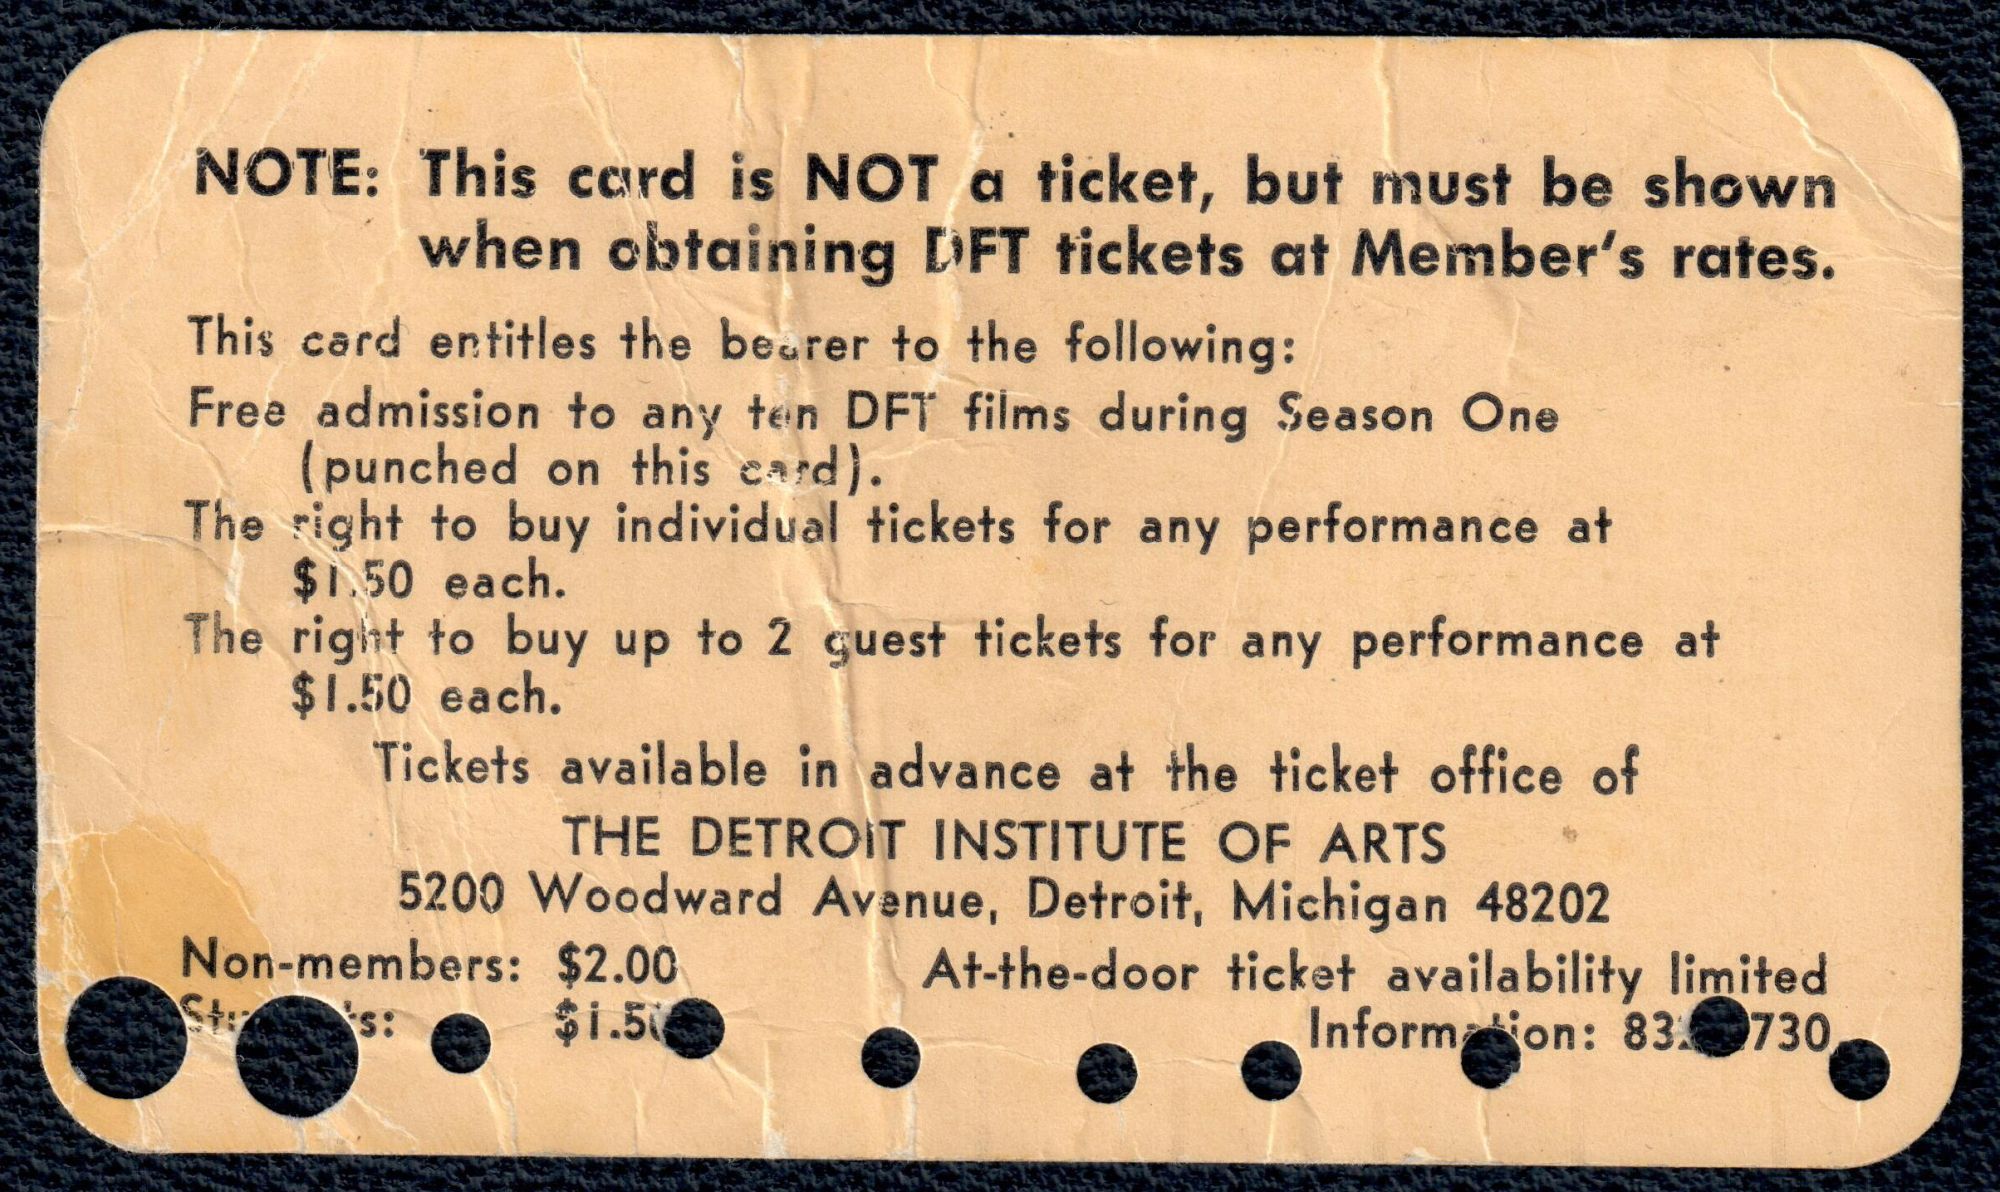 NOTE: This card is NOT a ticket, but must be shown
when obtaining DFT tickets at Member's rates.
This card entitles the bearer to the following:
Free admission to any ten DFT films during Season One
(punched on this card).
The right to buy individual tickets for any performance at
$1.50 each.
The right to buy up to 2 guest tickets for any performance at
$1.50 each.
Tickets available in advance at the ticket office of
THE DETROIT INSTITUTE OF ARTS
5200 Woodward Avenue, Detroit, Michigan 48202
Non-members: $2.00 At-the-door ticket availability limited
Students: $1.50 Information: